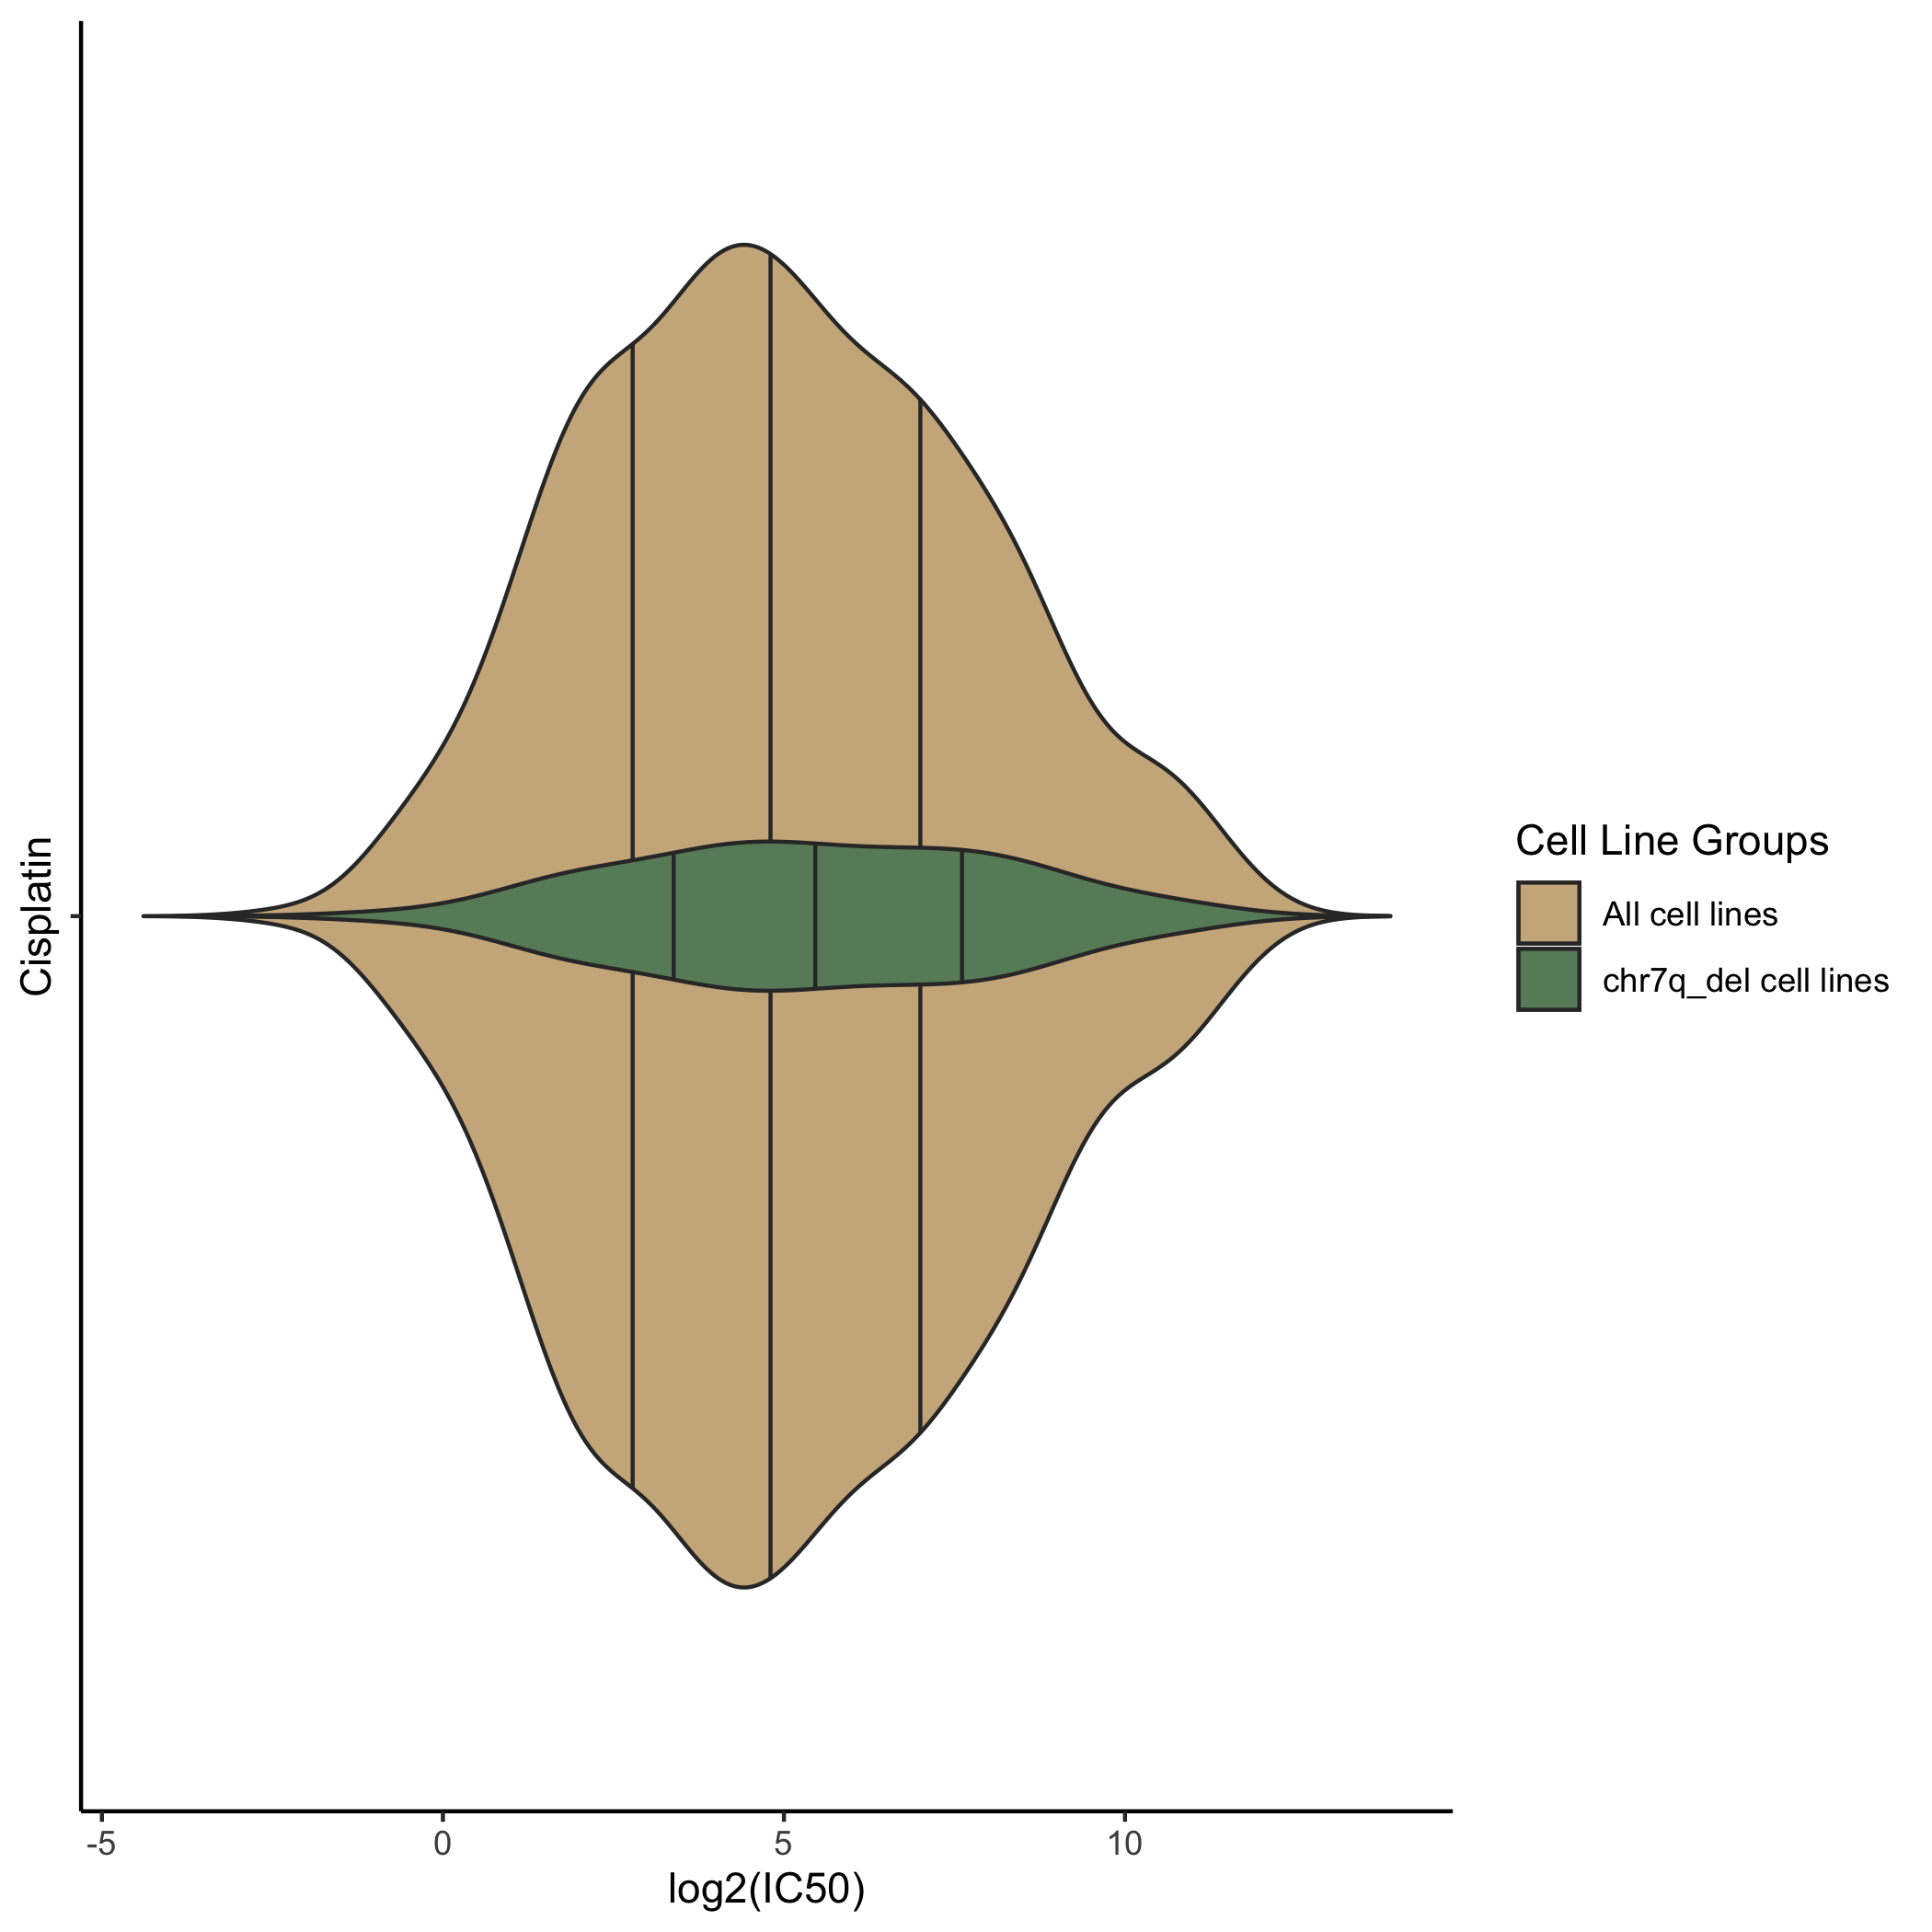 Cisplatin
-5
0
5
10
log2(IC50)
Cell Line Groups
All cell lines
chr7q_del cell lines